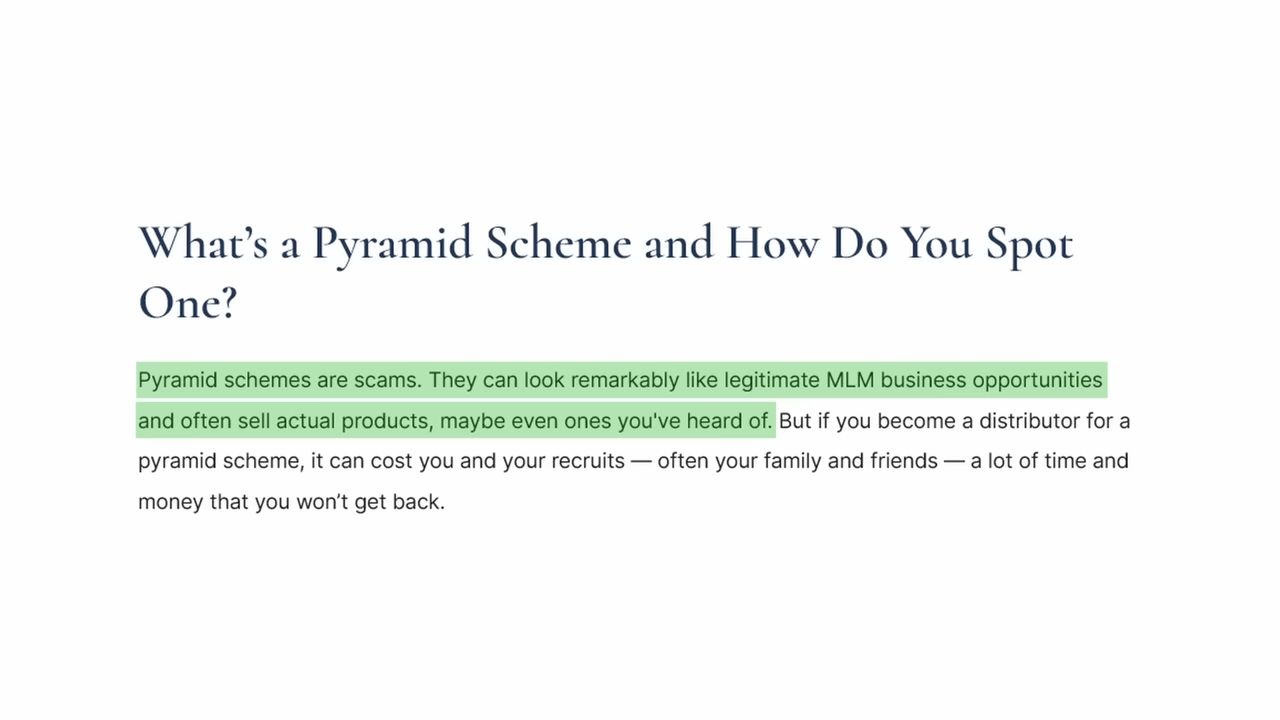 What’s a Pyramid Scheme and How Do You Spot
One?
Pyramid schemes are scams. They can look remarkably like legitimate MLM business opportunities
and often sell actual products, maybe even ones you've heard of. But if you become a distributor for a
pyramid scheme, it can cost you and your recruits — often your family and friends — a lot of time and
money that you won’t get back.